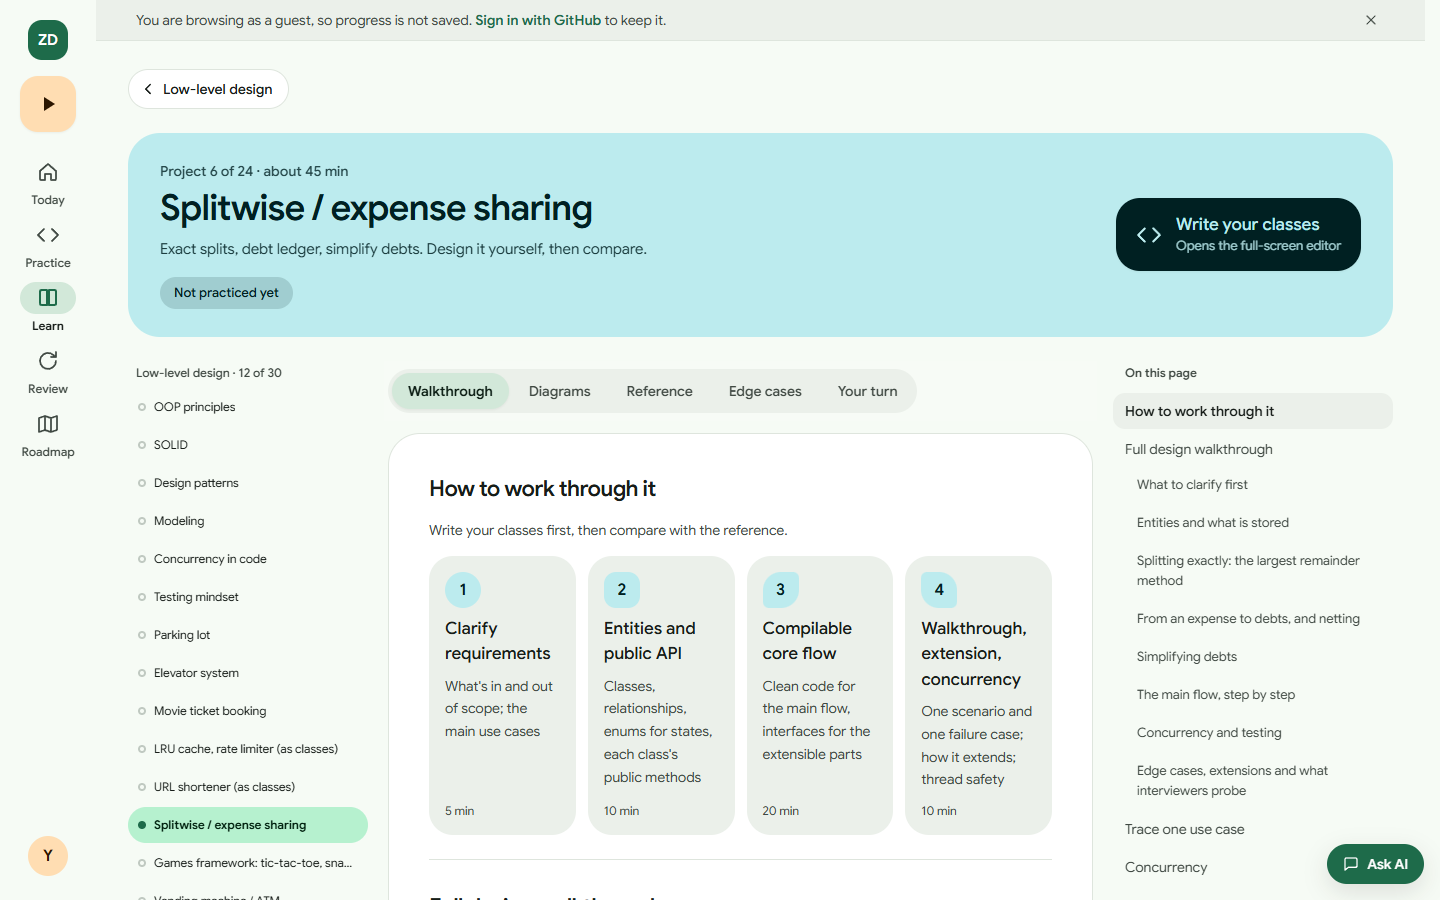 You are browsing as a guest, so progress is not saved. Sign in with GitHub to keep it.
ZD
Today
Practice
Learn
Review
Roadmap
Y
Low-level design
Project 6 of 24 · about 45 min
Splitwise / expense sharing
Exact splits, debt ledger, simplify debts. Design it yourself, then compare.
Not practiced yet
Write your classes
Opens the full-screen editor
Low-level design · 12 of 30
OOP principles
SOLID
Design patterns
Modeling
Concurrency in code
Testing mindset
Parking lot
Elevator system
Movie ticket booking
LRU cache, rate limiter (as classes)
URL shortener (as classes)
Splitwise / expense sharing
Games framework: tic-tac-toe, sna...
Walkthrough
Diagrams
Reference
Edge cases
Your turn
How to work through it
Write your classes first, then compare with the reference.
1
Clarify
requirements
What's in and out
of scope; the
main use cases
5 min
2
Entities and
public API
Classes,
relationships,
enums for states,
each class's
public methods
10 min
3
Compilable
core flow
Clean code for
the main flow,
interfaces for the
extensible parts
20 min
4
Walkthrough,
extension,
concurrency
One scenario and
one failure case;
how it extends;
thread safety
10 min
On this page
How to work through it
Full design walkthrough
What to clarify first
Entities and what is stored
Splitting exactly: the largest remainder
method
From an expense to debts, and netting
Simplifying debts
The main flow, step by step
Concurrency and testing
Edge cases, extensions and what
interviewers probe
Trace one use case
Concurrency
Ask AI